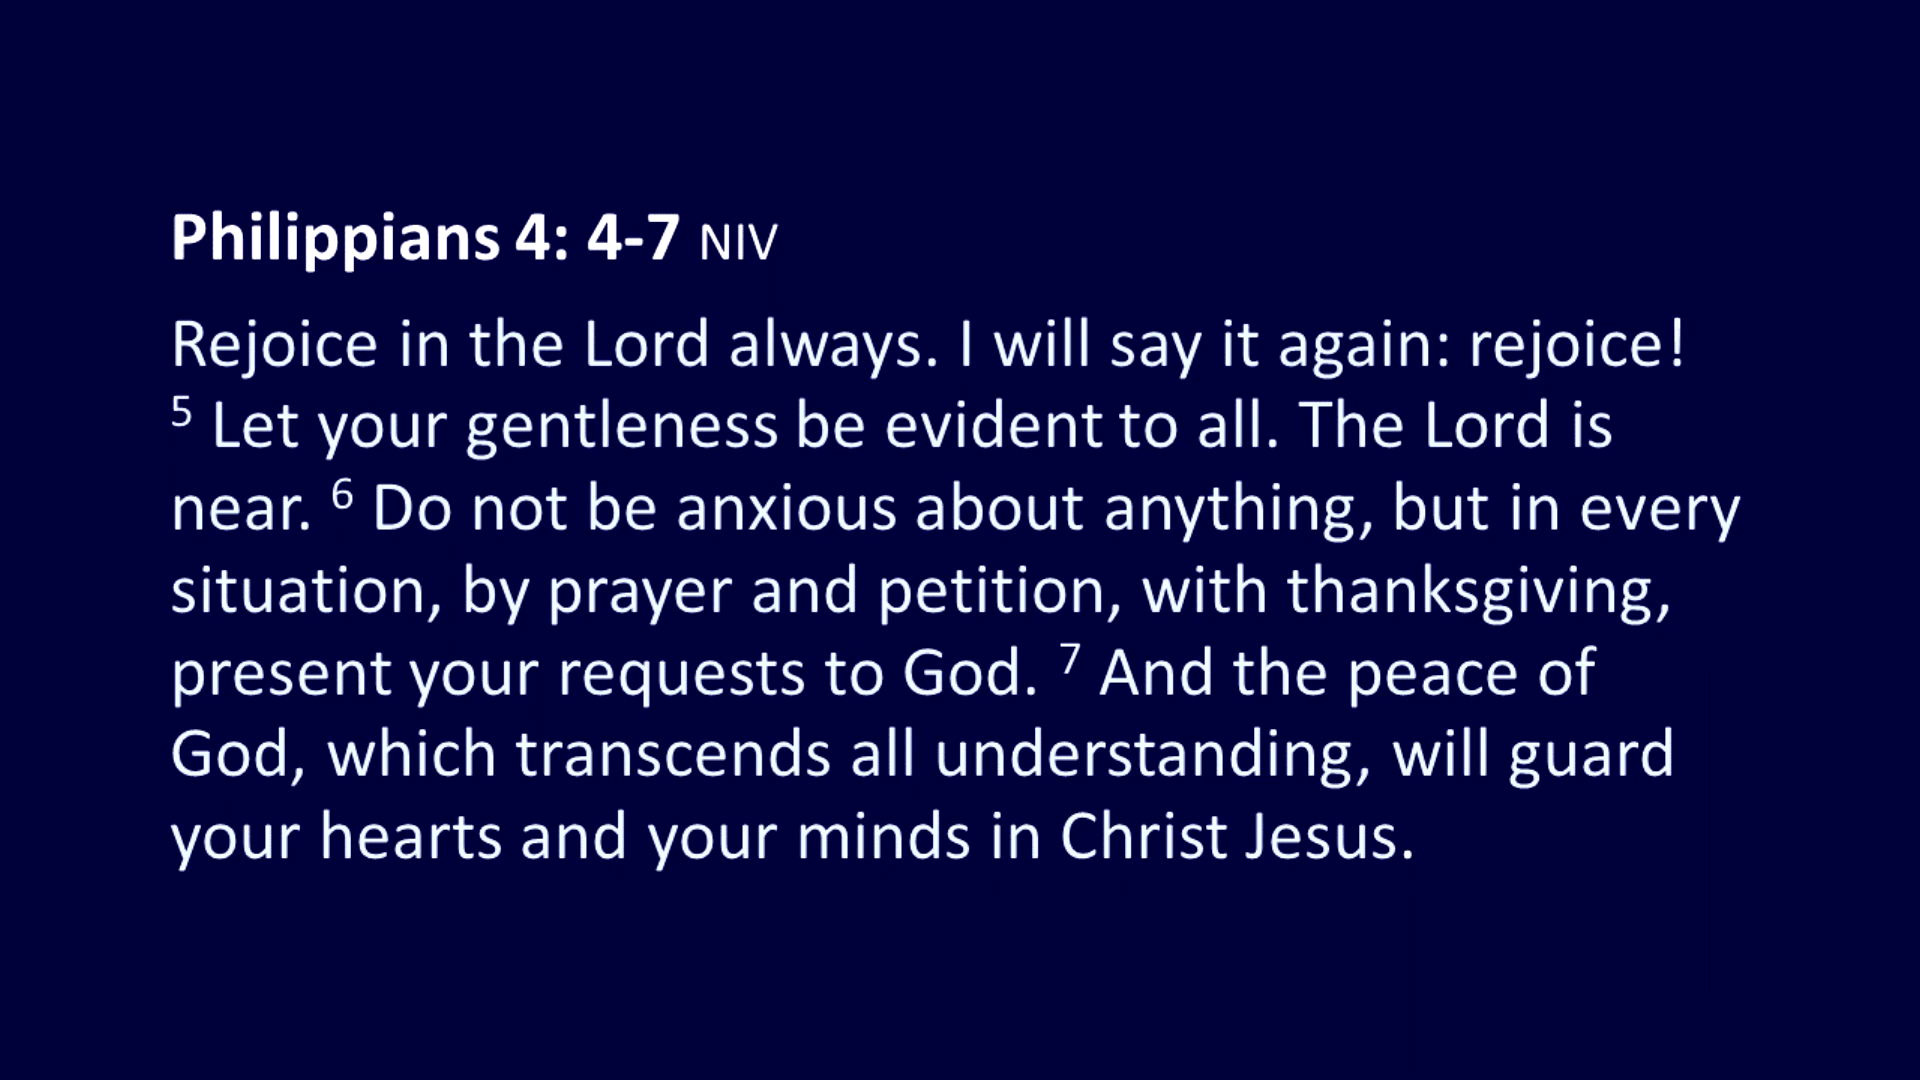 Philippians 4: 4-7 NIV
Rejoice in the Lord always. I will say it again: rejoice!
5 Let your gentleness be evident to all. The Lord is
near. 6 Do not be anxious about anything, but in every
situation, by prayer and petition, with thanksgiving,
present your requests to God. 7 And the peace of
God, which transcends all understanding, will guard
your hearts and your minds in Christ Jesus.